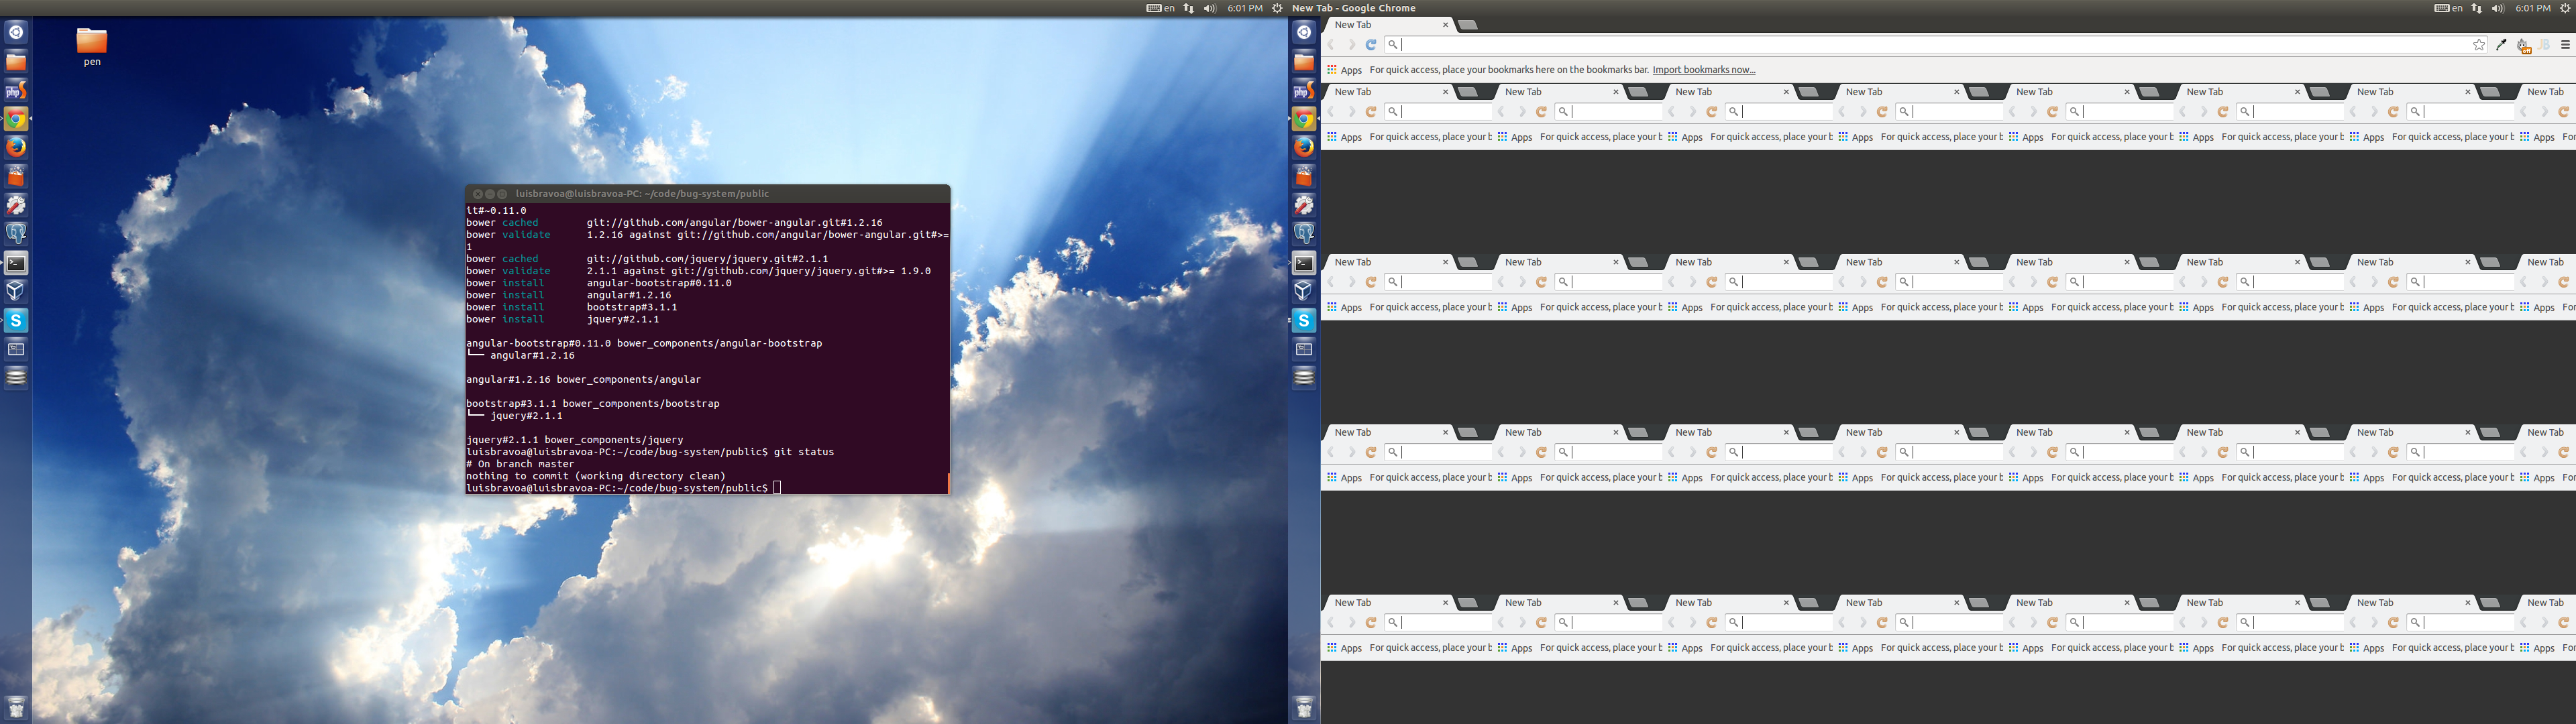 en 6:01 PM
pen
luisbravoa@luisbravoa-PC: ~/code/bug-system/public
it#~0.11.0
bower cached git://github.com/angular/bower-angular.git#1.2.16
bower validate 1.2.16 against git://github.com/angular/bower-angular.git#>=
1
bower cached git://github.com/jquery/jquery.git#2.1.1
bower validate 2.1.1 against git://github.com/jquery/jquery.git#>= 1.9.0
bower install angular-bootstrap#0.11.0
bower install angular#1.2.16
bower install bootstrap#3.1.1
bower install jquery#2.1.1
angular-bootstrap#0.11.0 bower_components/angular-bootstrap
└── angular#1.2.16
angular#1.2.16 bower_components/angular
bootstrap#3.1.1 bower_components/bootstrap
└── jquery#2.1.1
jquery#2.1.1 bower_components/jquery
luisbravoa@luisbravoa-PC:~/code/bug-system/public$ git status
# On branch master
nothing to commit (working directory clean)
luisbravoa@luisbravoa-PC:~/code/bug-system/public$
New Tab - Google Chrome en 6:01 PM
New Tab
Apps For quick access, place your bookmarks here on the bookmarks bar. Import bookmarks now...
New Tab New Tab New Tab New Tab New Tab New Tab New Tab New Tab
Apps For quick access, place your b Apps For quick access, place your b Apps For quick access, place your b Apps For quick access, place your b Apps For quick access, place your b Apps For quick access, place your b Apps For quick access, place your b Apps For
New Tab New Tab New Tab New Tab New Tab New Tab New Tab New Tab
Apps For quick access, place your b Apps For quick access, place your b Apps For quick access, place your b Apps For quick access, place your b Apps For quick access, place your b Apps For quick access, place your b Apps For quick access, place your b Apps For
New Tab New Tab New Tab New Tab New Tab New Tab New Tab New Tab
Apps For quick access, place your b Apps For quick access, place your b Apps For quick access, place your b Apps For quick access, place your b Apps For quick access, place your b Apps For quick access, place your b Apps For quick access, place your b Apps For
New Tab New Tab New Tab New Tab New Tab New Tab New Tab New Tab
Apps For quick access, place your b Apps For quick access, place your b Apps For quick access, place your b Apps For quick access, place your b Apps For quick access, place your b Apps For quick access, place your b Apps For quick access, place your b Apps For